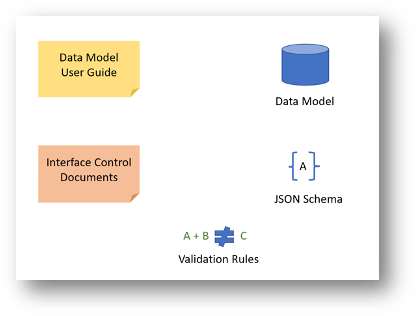 Data Model
User Guide
Data Model
Interface Control
Documents
A
JSON Schema
A + B ≠ C
Validation Rules